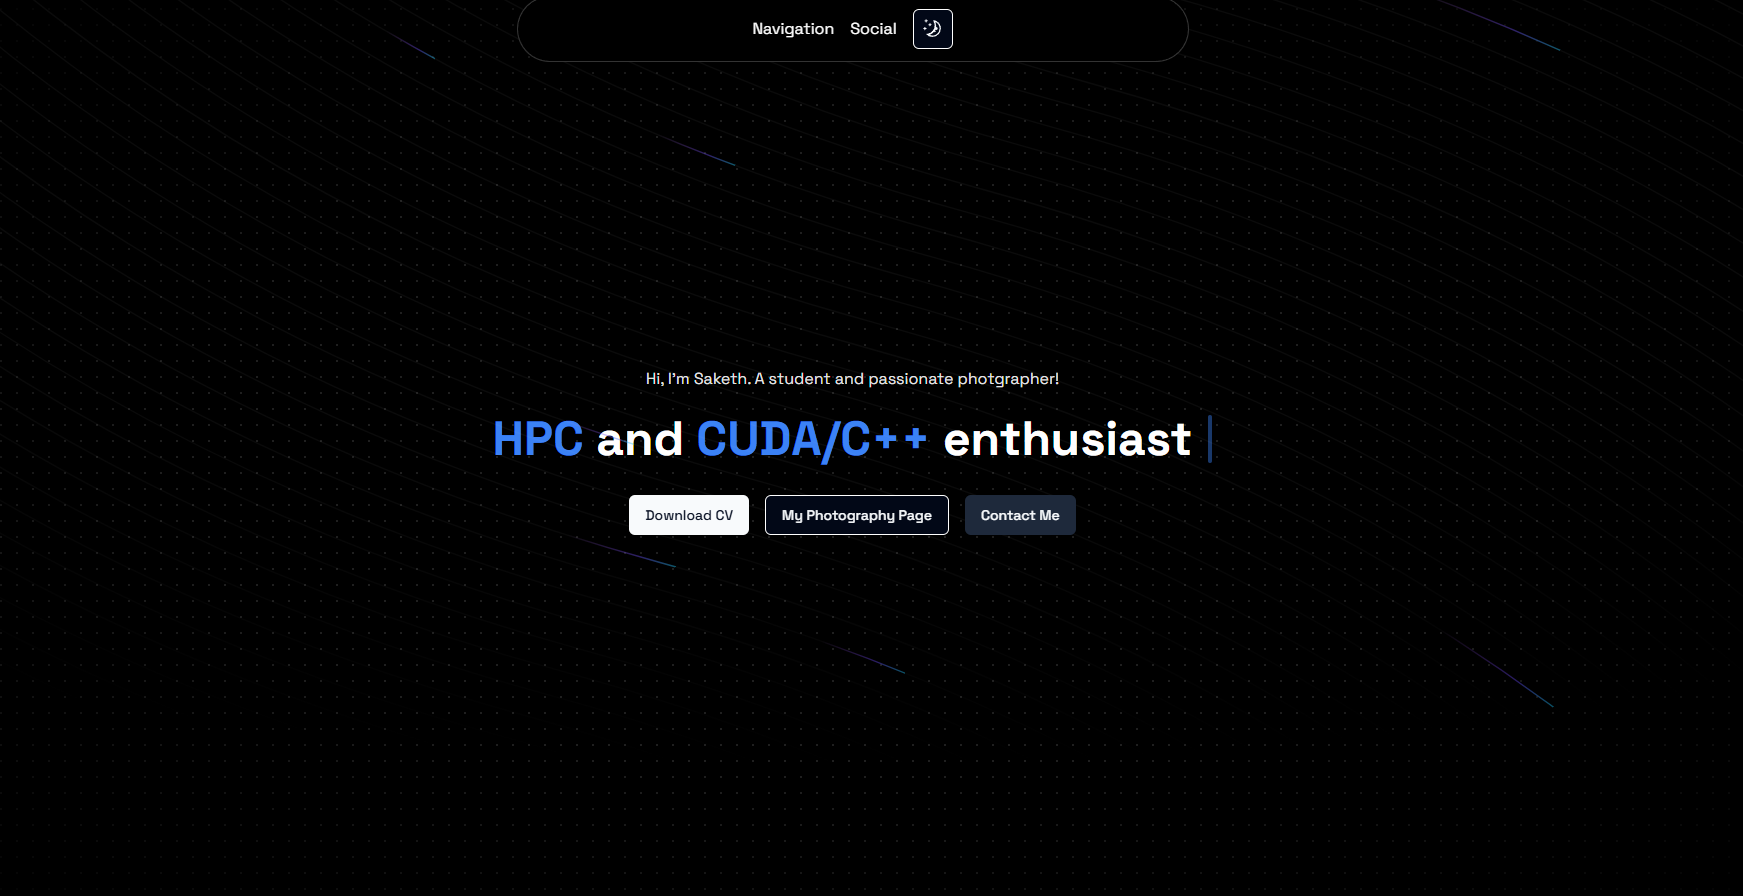 Navigation Social
Hi, I'm Saketh. A student and passionate photgrapher!
HPC and CUDA/C++ enthusiast
Download CV My Photography Page Contact Me